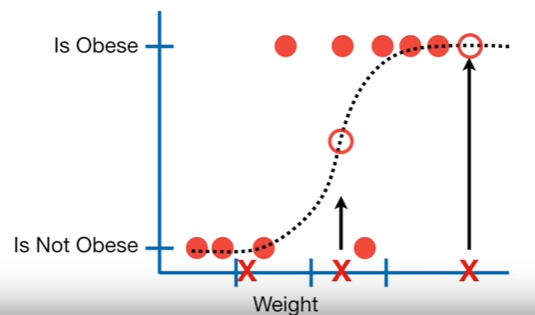 Is Obese
Is Not Obese
X X X
Weight